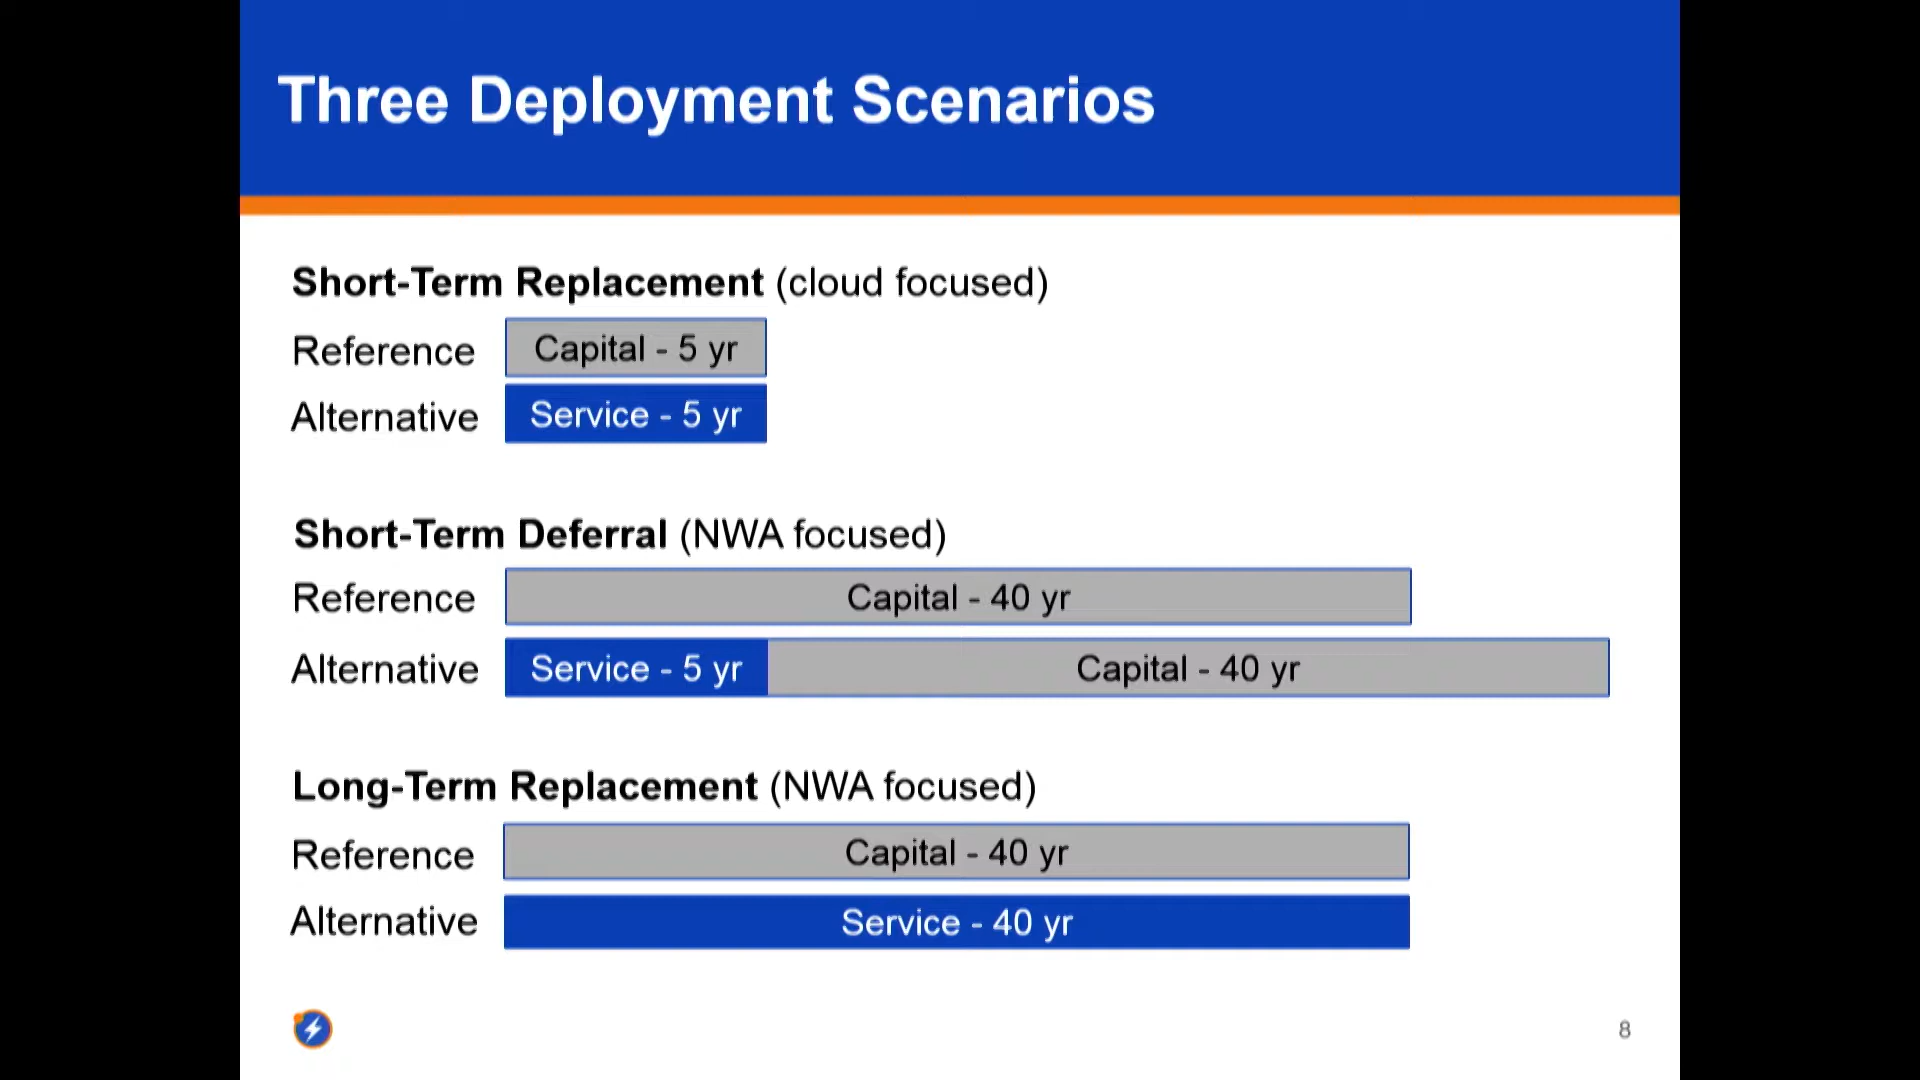 Three Deployment Scenarios
Short-Term Replacement (cloud focused)
Reference Capital - 5 yr
Alternative Service - 5 yr
Short-Term Deferral (NWA focused)
Reference Capital - 40 yr
Alternative Service - 5 yr Capital - 40 yr
Long-Term Replacement (NWA focused)
Reference Capital - 40 yr
Alternative Service - 40 yr
8